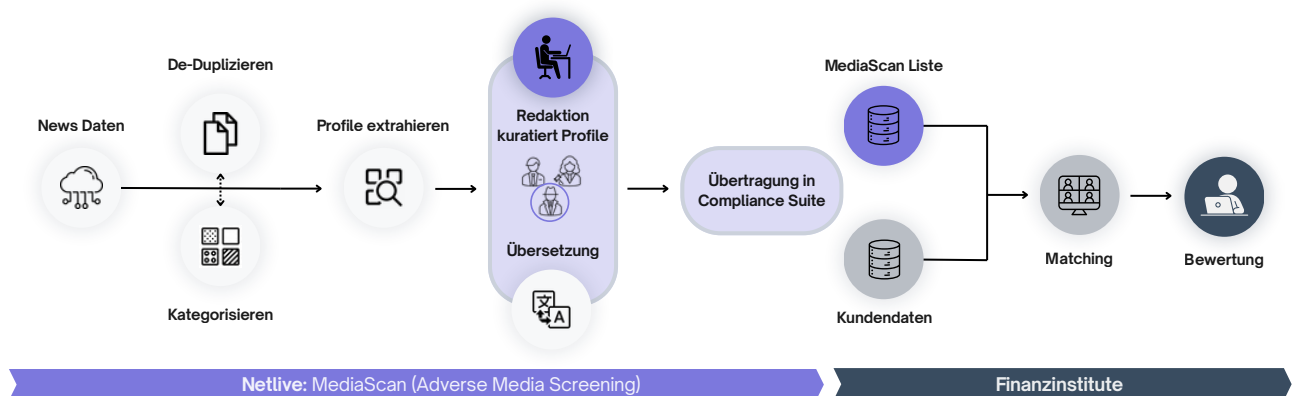 News Daten
De-Duplizieren
Kategorisieren
Profile extrahieren
Redaktion
kuratiert Profile
Übersetzung
文
A
Übertragung in
Compliance Suite
MediaScan Liste
Kundendaten
Matching
Bewertung
Netlive: MediaScan (Adverse Media Screening)
Finanzinstitute